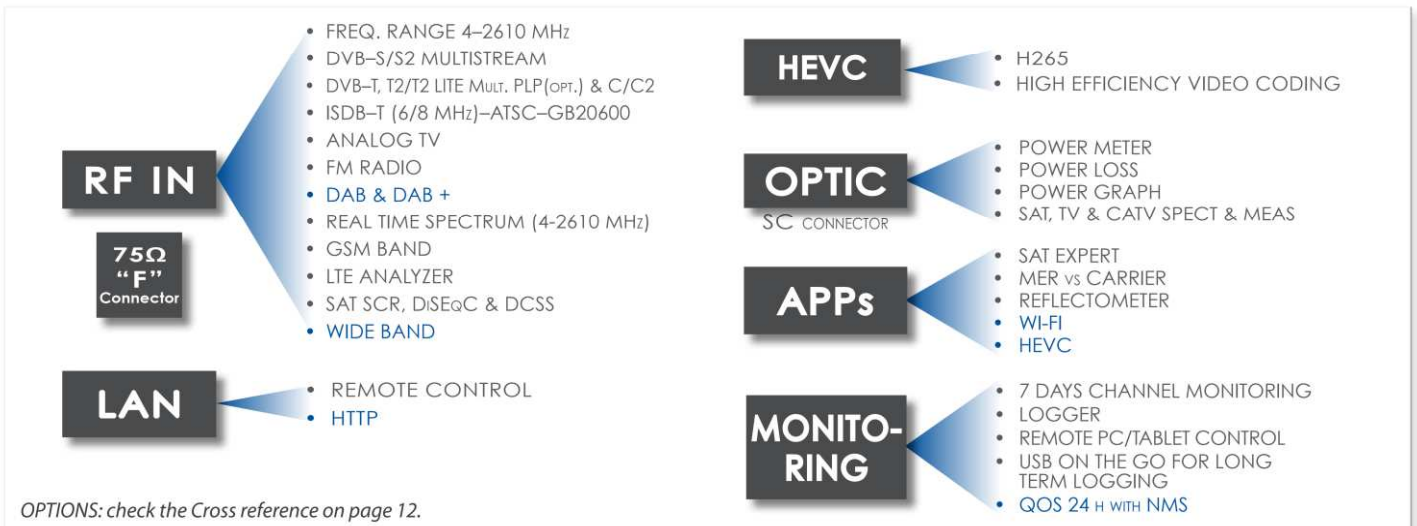 RF IN
75Ω
“F”
Connector
• FREQ. RANGE 4–2610 MHz
• DVB–S/S2 MULTISTREAM
• DVB–T, T2/T2 LITE MULT. PLP(OPT.) & C/C2
• ISDB–T (6/8 MHz)–ATSC–GB20600
• ANALOG TV
• FM RADIO
• DAB & DAB +
• REAL TIME SPECTRUM (4-2610 MHz)
• GSM BAND
• LTE ANALYZER
• SAT SCR, DISEQC & DCSS
• WIDE BAND
LAN
• REMOTE CONTROL
• HTTP
OPTIONS: check the Cross reference on page 12.
HEVC
• H265
• HIGH EFFICIENCY VIDEO CODING
OPTIC
SC CONNECTOR
• POWER METER
• POWER LOSS
• POWER GRAPH
• SAT, TV & CATV SPECT & MEAS
APPs
• SAT EXPERT
• MER VS CARRIER
• REFLECTOMETER
• WI-FI
• HEVC
MONITO-
RING
• 7 DAYS CHANNEL MONITORING
• LOGGER
• REMOTE PC/TABLET CONTROL
• USB ON THE GO FOR LONG
TERM LOGGING
• QOS 24 H WITH NMS